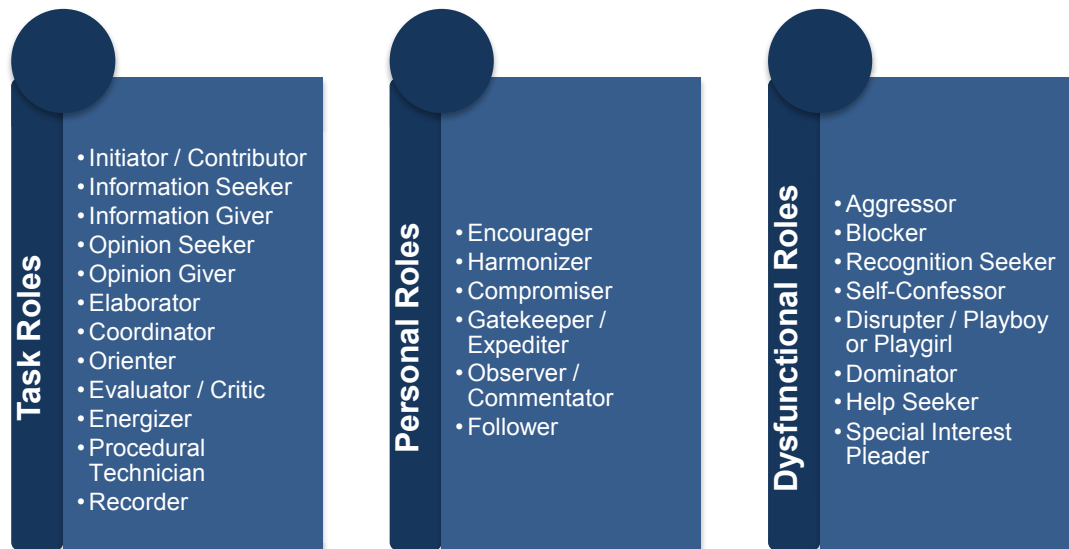 Task Roles
• Initiator / Contributor
• Information Seeker
• Information Giver
• Opinion Seeker
• Opinion Giver
• Elaborator
• Coordinator
• Orienter
• Evaluator / Critic
• Energizer
• Procedural
Technician
• Recorder
Personal Roles
• Encourager
• Harmonizer
• Compromiser
• Gatekeeper /
Expediter
• Observer /
Commentator
• Follower
Dysfunctional Roles
• Aggressor
• Blocker
• Recognition Seeker
• Self-Confessor
• Disrupter / Playboy
or Playgirl
• Dominator
• Help Seeker
• Special Interest
Pleader